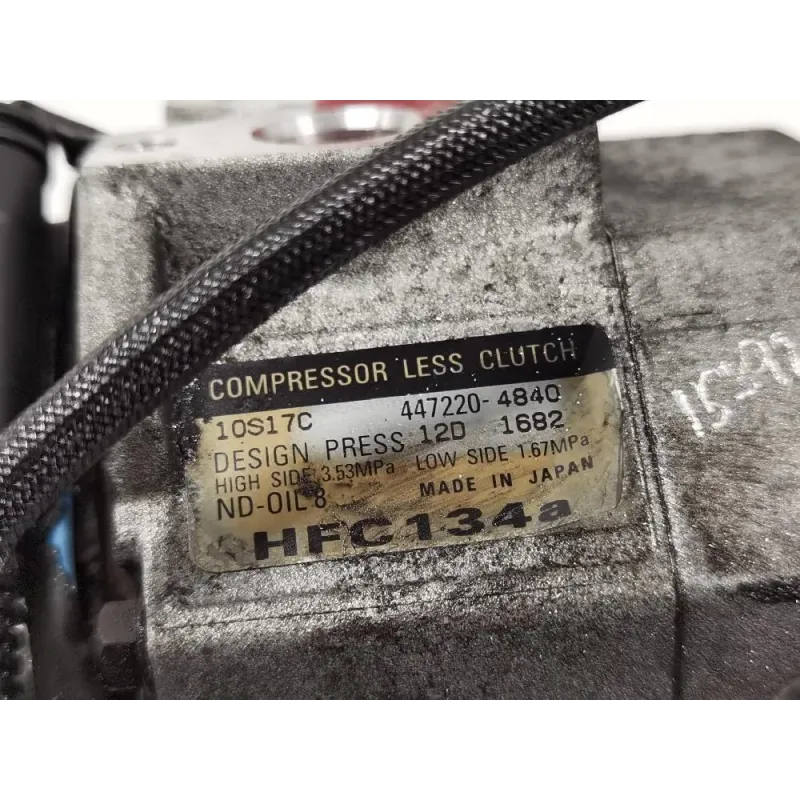 COMPRESSOR LESS CLUTCH
10S17C 447220-4840
DESIGN PRESS 12D 1682
HIGH SIDE 3.53MPa LOW SIDE 1.67MPa
ND-OIL 8 MADE IN JAPAN
HFC134a